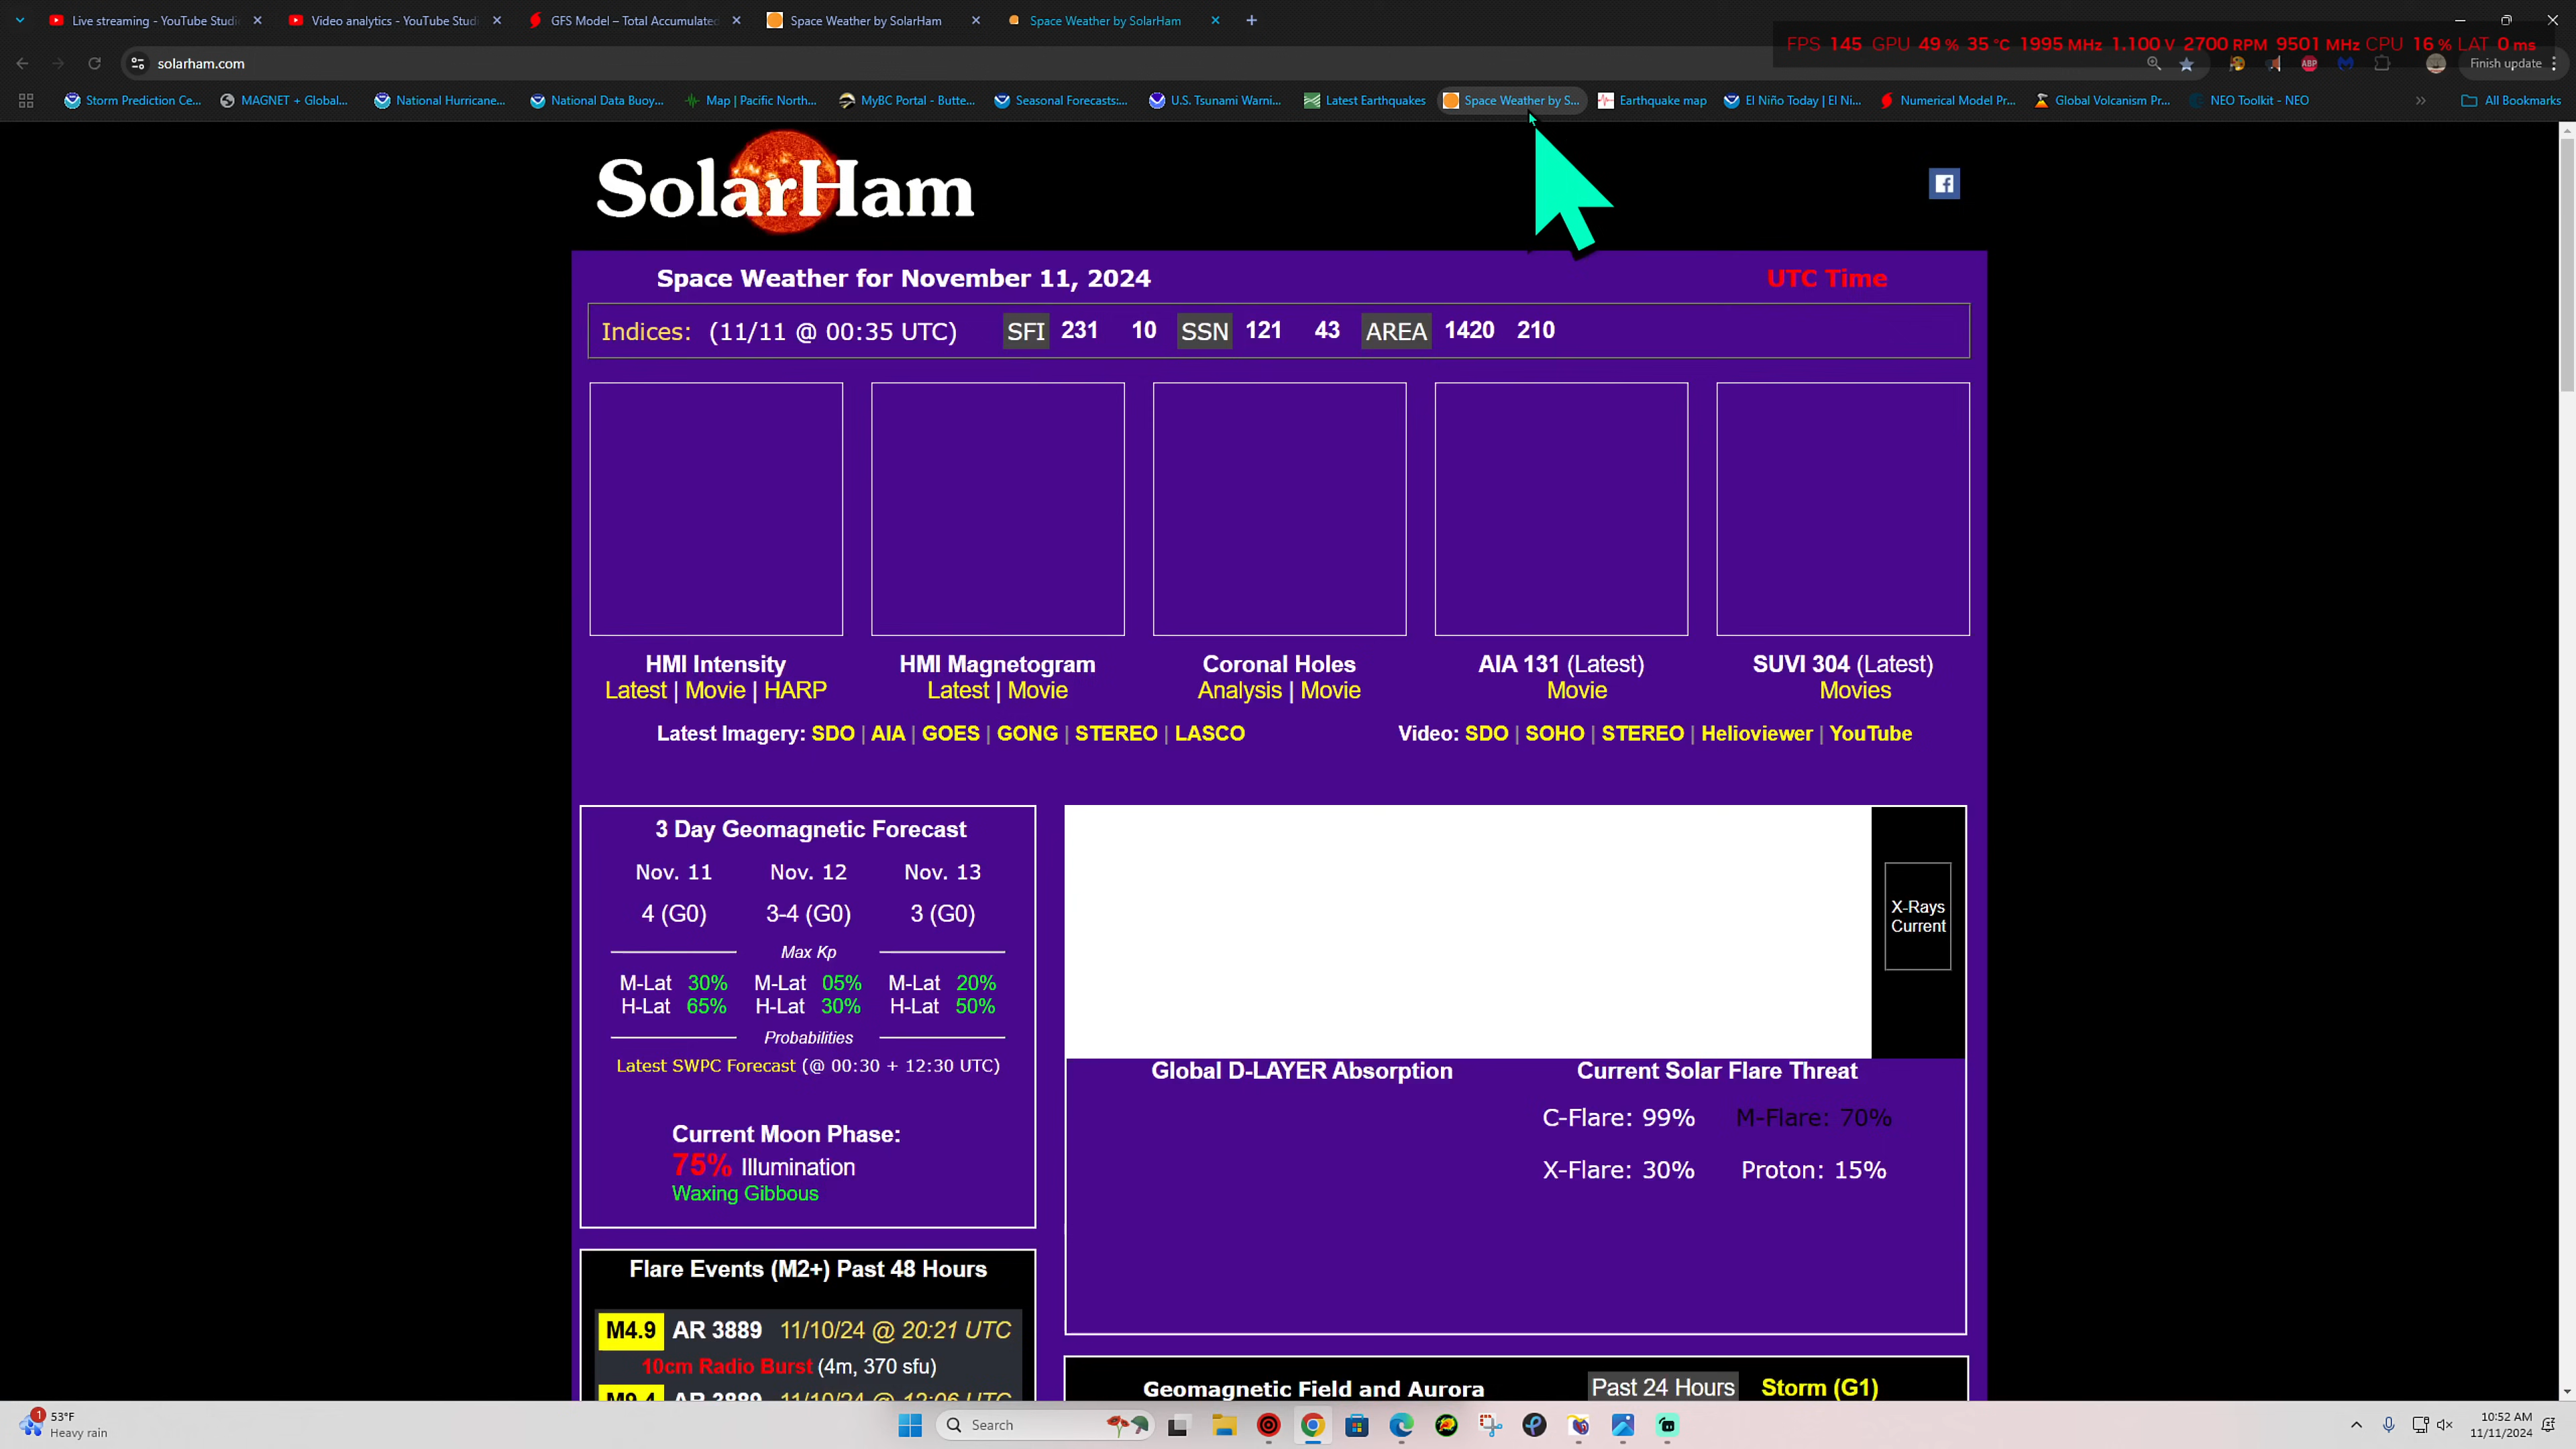 Live streaming - YouTube Studi
Video analytics - YouTube Studi
GFS Model – Total Accumulated
Space Weather by SolarHam
Space Weather by SolarHam
FPS 145 GPU 49 % 35 °C 1995 MHz 1.100 V 2700 RPM 9501 MHz CPU 16 % LAT 0 ms
solarham.com
ABP
Finish update
Storm Prediction Ce...
MAGNET + Global...
National Hurricane...
National Data Buoy...
Map | Pacific North...
MyBC Portal - Butte...
Seasonal Forecasts:...
U.S. Tsunami Warni...
Latest Earthquakes
Space Weather by S...
Earthquake map
El Niño Today | El Ni...
Numerical Model Pr...
Global Volcanism Pr...
NEO Toolkit - NEO
All Bookmarks
SolarHam
Space Weather for November 11, 2024
UTC Time
Indices: (11/11 @ 00:35 UTC) SFI 231 10 SSN 121 43 AREA 1420 210
HMI Intensity
Latest | Movie | HARP
HMI Magnetogram
Latest | Movie
Coronal Holes
Analysis | Movie
AIA 131 (Latest)
Movie
SUVI 304 (Latest)
Movies
Latest Imagery: SDO | AIA | GOES | GONG | STEREO | LASCO
Video: SDO | SOHO | STEREO | Helioviewer | YouTube
3 Day Geomagnetic Forecast
Nov. 11 Nov. 12 Nov. 13
4 (G0) 3-4 (G0) 3 (G0)
Max Kp
M-Lat 30% M-Lat 05% M-Lat 20%
H-Lat 65% H-Lat 30% H-Lat 50%
Probabilities
Latest SWPC Forecast (@ 00:30 + 12:30 UTC)
Current Moon Phase:
75% Illumination
Waxing Gibbous
X-Rays
Current
Global D-LAYER Absorption
Current Solar Flare Threat
C-Flare: 99% M-Flare: 70%
X-Flare: 30% Proton: 15%
Flare Events (M2+) Past 48 Hours
M4.9 AR 3889 11/10/24 @ 20:21 UTC
10cm Radio Burst (4m, 370 sfu)
M9.4 AR 3889 11/10/24 @ 12:06 UTC
Geomagnetic Field and Aurora
Past 24 Hours
Storm (G1)
1
53°F
Heavy rain
Search
10:52 AM
11/11/2024